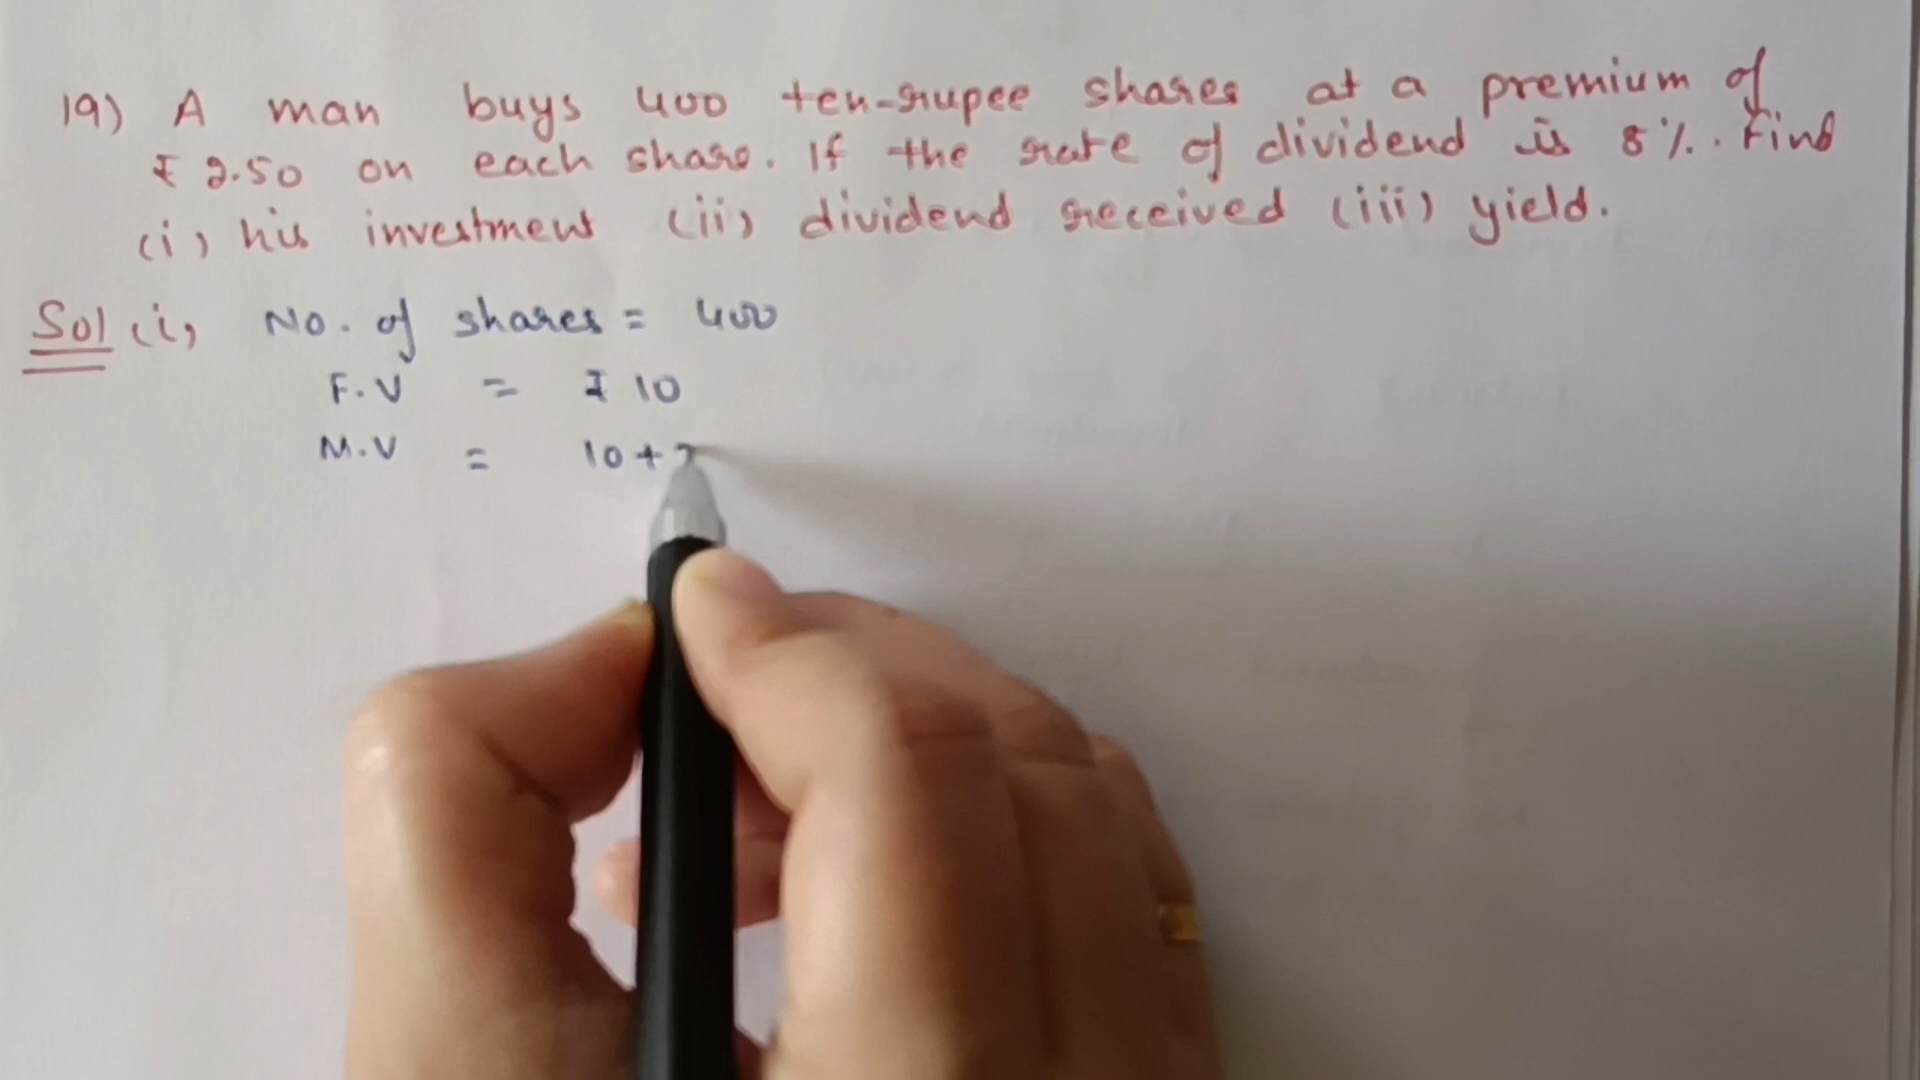 19) A man buys 400 ten-rupee shares at a premium of
₹ 2.50 on each share. If the rate of dividend is 8%. Find
(i) his investment (ii) dividend received (iii) yield.
Sol (i) No. of shares = 400
F.V = ₹ 10
M.V = 10 +